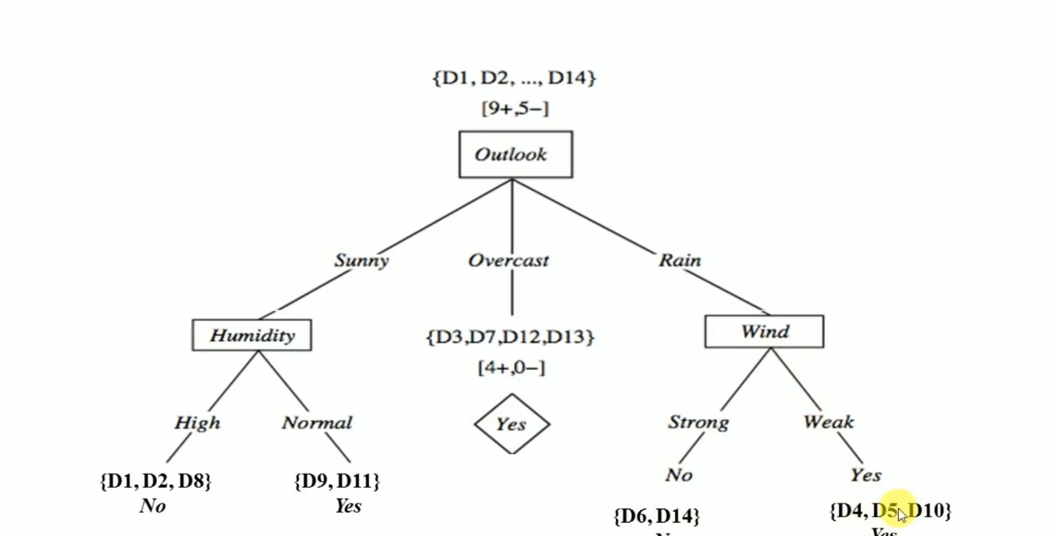 {D1, D2, ..., D14}
[9+,5−]
Outlook
Sunny
Overcast
Rain
Humidity
{D3,D7,D12,D13}
[4+,0−]
Wind
High
Normal
Yes
Strong
Weak
{D1, D2, D8}
No
{D9, D11}
Yes
No
Yes
{D6, D14}
{D4, D5, D10}
Yes